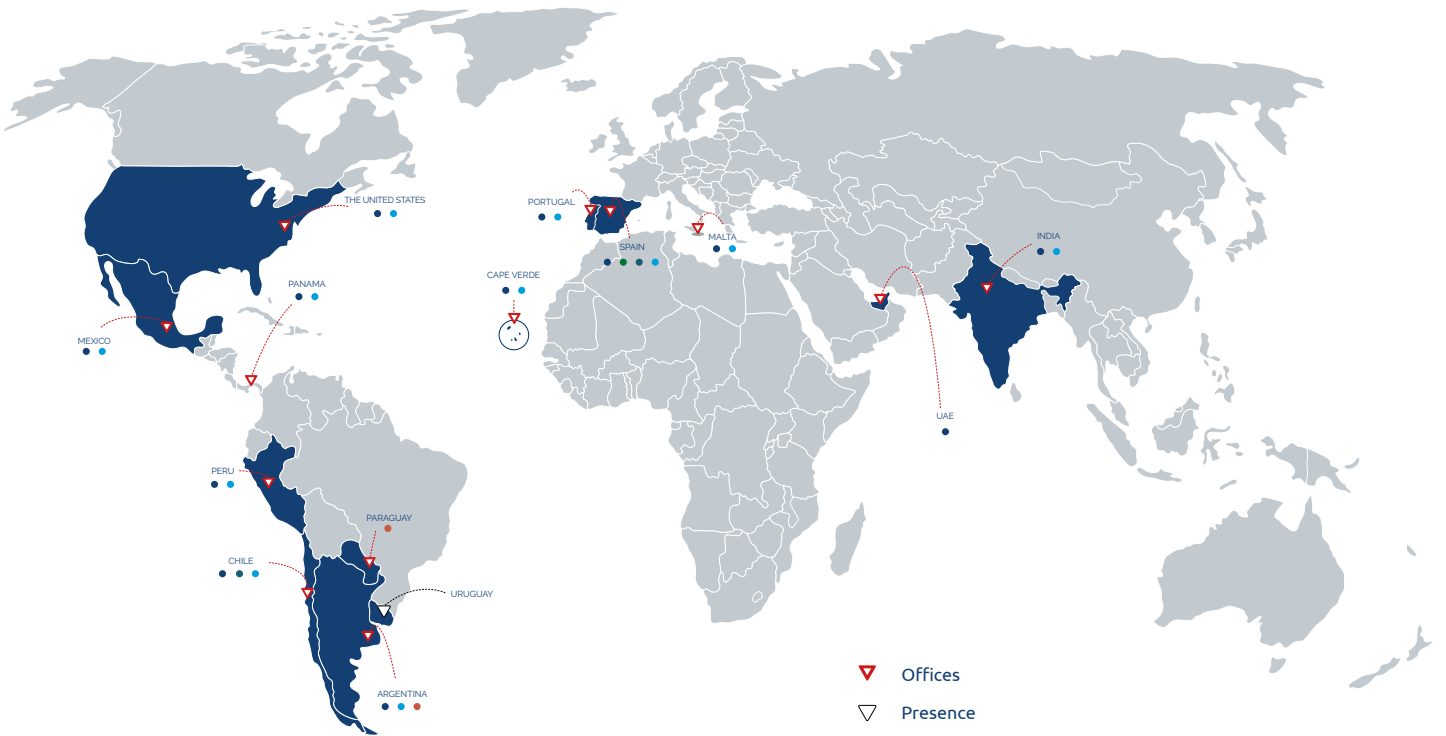 THE UNITED STATES
PORTUGAL
MALTA
INDIA
SPAIN
CAPE VERDE
PANAMA
MEXICO
UAE
PERU
PARAGUAY
CHILE
URUGUAY
Offices
ARGENTINA
Presence